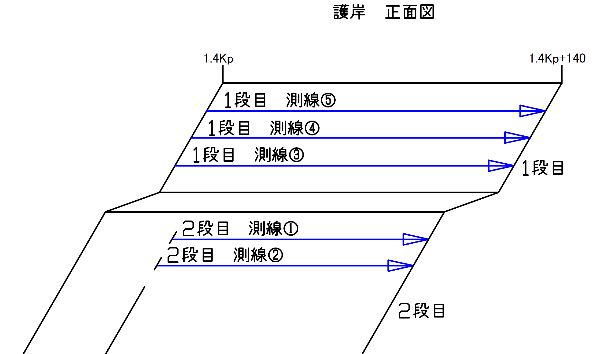 護岸 正面図
1.4Kp 1.4Kp+140
1段目 測線⑤
1段目 測線④
1段目 測線③
1段目
2段目 測線①
2段目 測線②
2段目